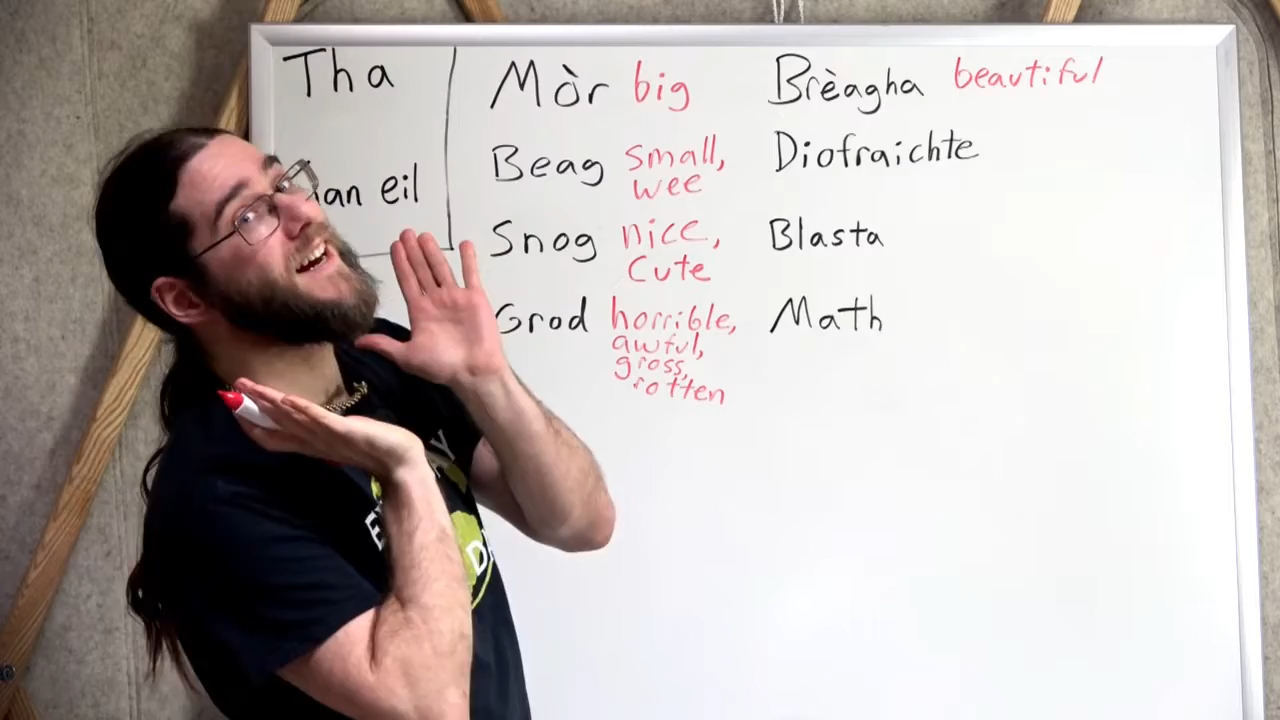 Tha
eil
Mòr big
Beag small,
wee
Snog nice,
Cute
Grod horrible,
awful,
gross,
rotten
Brèagha beautiful
Diofraichte
Blasta
Math